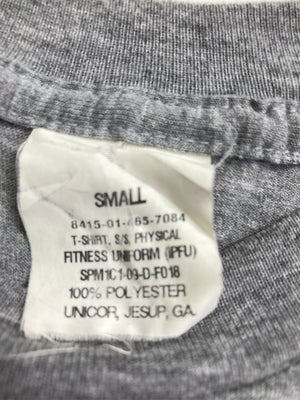 SMALL
8415-01-465-7084
T-SHIRT, S/S, PHYSICAL
FITNESS UNIFORM (IPFU)
SPM1C1-09-D-F018
100% POLYESTER
UNICOR, JESUP, GA.